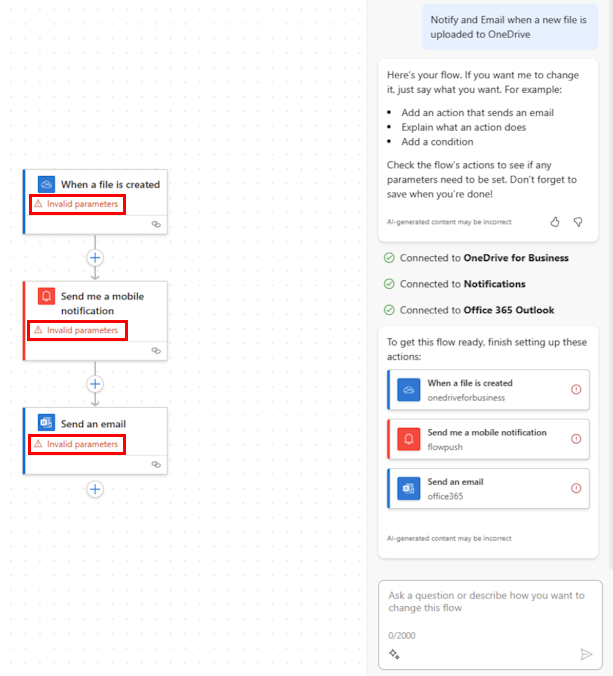 When a file is created
Invalid parameters
Send me a mobile
notification
Invalid parameters
Send an email
Invalid parameters
Notify and Email when a new file is
uploaded to OneDrive
Here's your flow. If you want me to change
it, just say what you want. For example:
• Add an action that sends an email
• Explain what an action does
• Add a condition
Check the flow's actions to see if any
parameters need to be set. Don't forget to
save when you're done!
AI-generated content may be incorrect
Connected to OneDrive for Business
Connected to Notifications
Connected to Office 365 Outlook
To get this flow ready, finish setting up these
actions:
When a file is created
onedriveforbusiness
Send me a mobile notification
flowpush
Send an email
office365
AI-generated content may be incorrect
Ask a question or describe how you want to
change this flow
0/2000